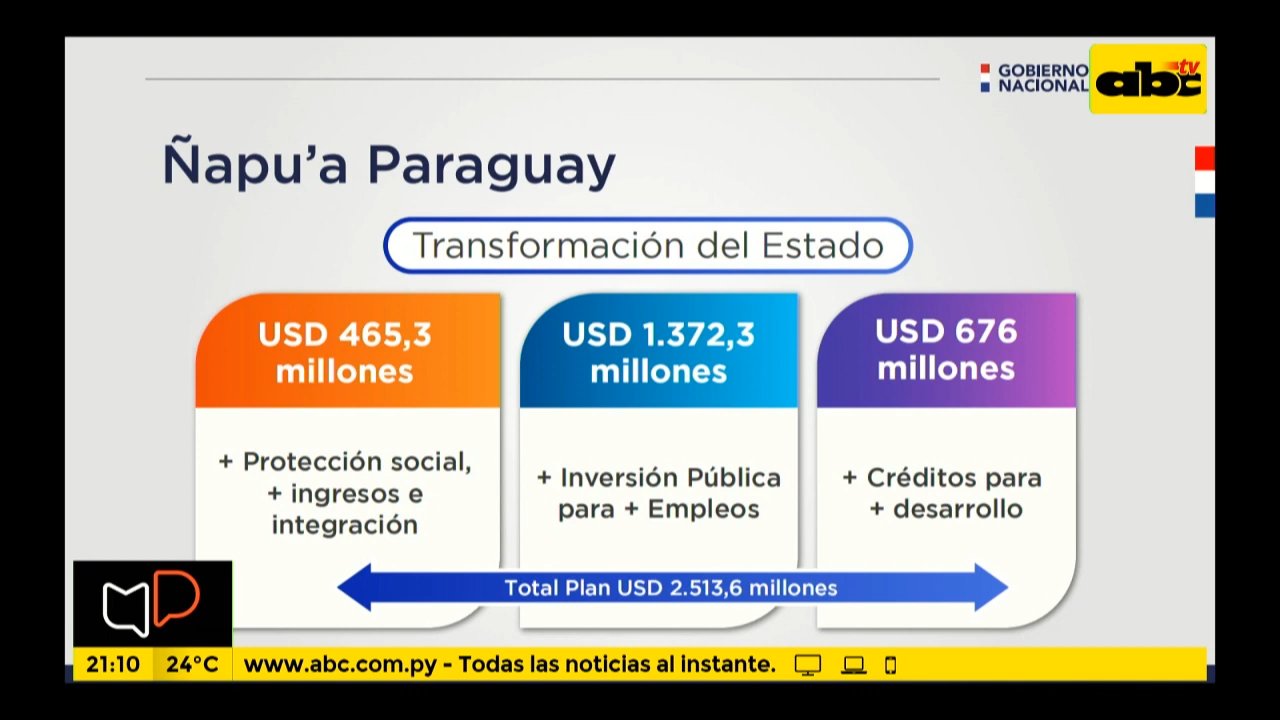 GOBIERNO
NACIONAL
abc tv
Ñapu’a Paraguay
Transformación del Estado
USD 465,3
millones
+ Protección social,
+ ingresos e
integración
USD 1.372,3
millones
+ Inversión Pública
para + Empleos
USD 676
millones
+ Créditos para
+ desarrollo
Total Plan USD 2.513,6 millones
21:10 24°C www.abc.com.py - Todas las noticias al instante.